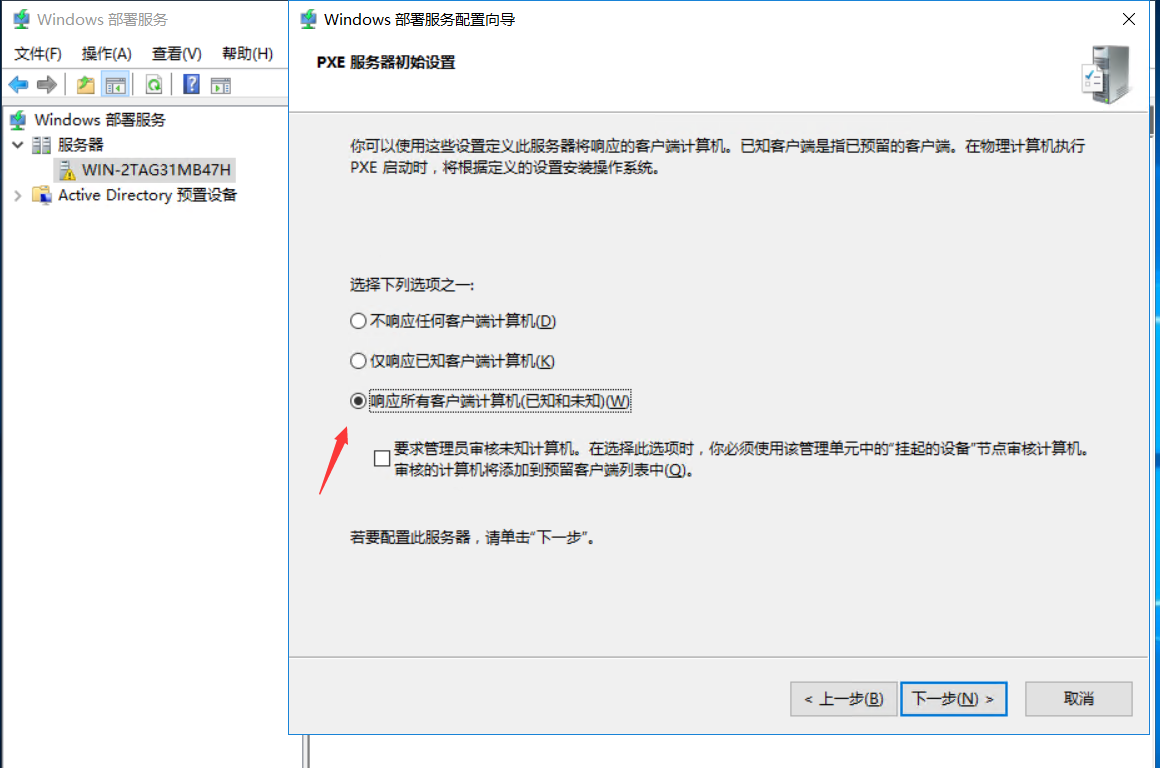 Windows 部署服务
文件(F) 操作(A) 查看(V) 帮助(H)
Windows 部署服务
服务器
WIN-2TAG31MB47H
Active Directory 预置设备
Windows 部署服务配置向导
PXE 服务器初始设置
你可以使用这些设置定义此服务器将响应的客户端计算机。已知客户端是指已预留的客户端。在物理计算机执行
PXE 启动时，将根据定义的设置安装操作系统。
选择下列选项之一:
不响应任何客户端计算机(D)
仅响应已知客户端计算机(K)
响应所有客户端计算机(已知和未知)(W)
要求管理员审核未知计算机。在选择此选项时，你必须使用该管理单元中的“挂起的设备”节点审核计算机。
审核的计算机将添加到预留客户端列表中(Q)。
若要配置此服务器，请单击“下一步”。
< 上一步(B) 下一步(N) > 取消